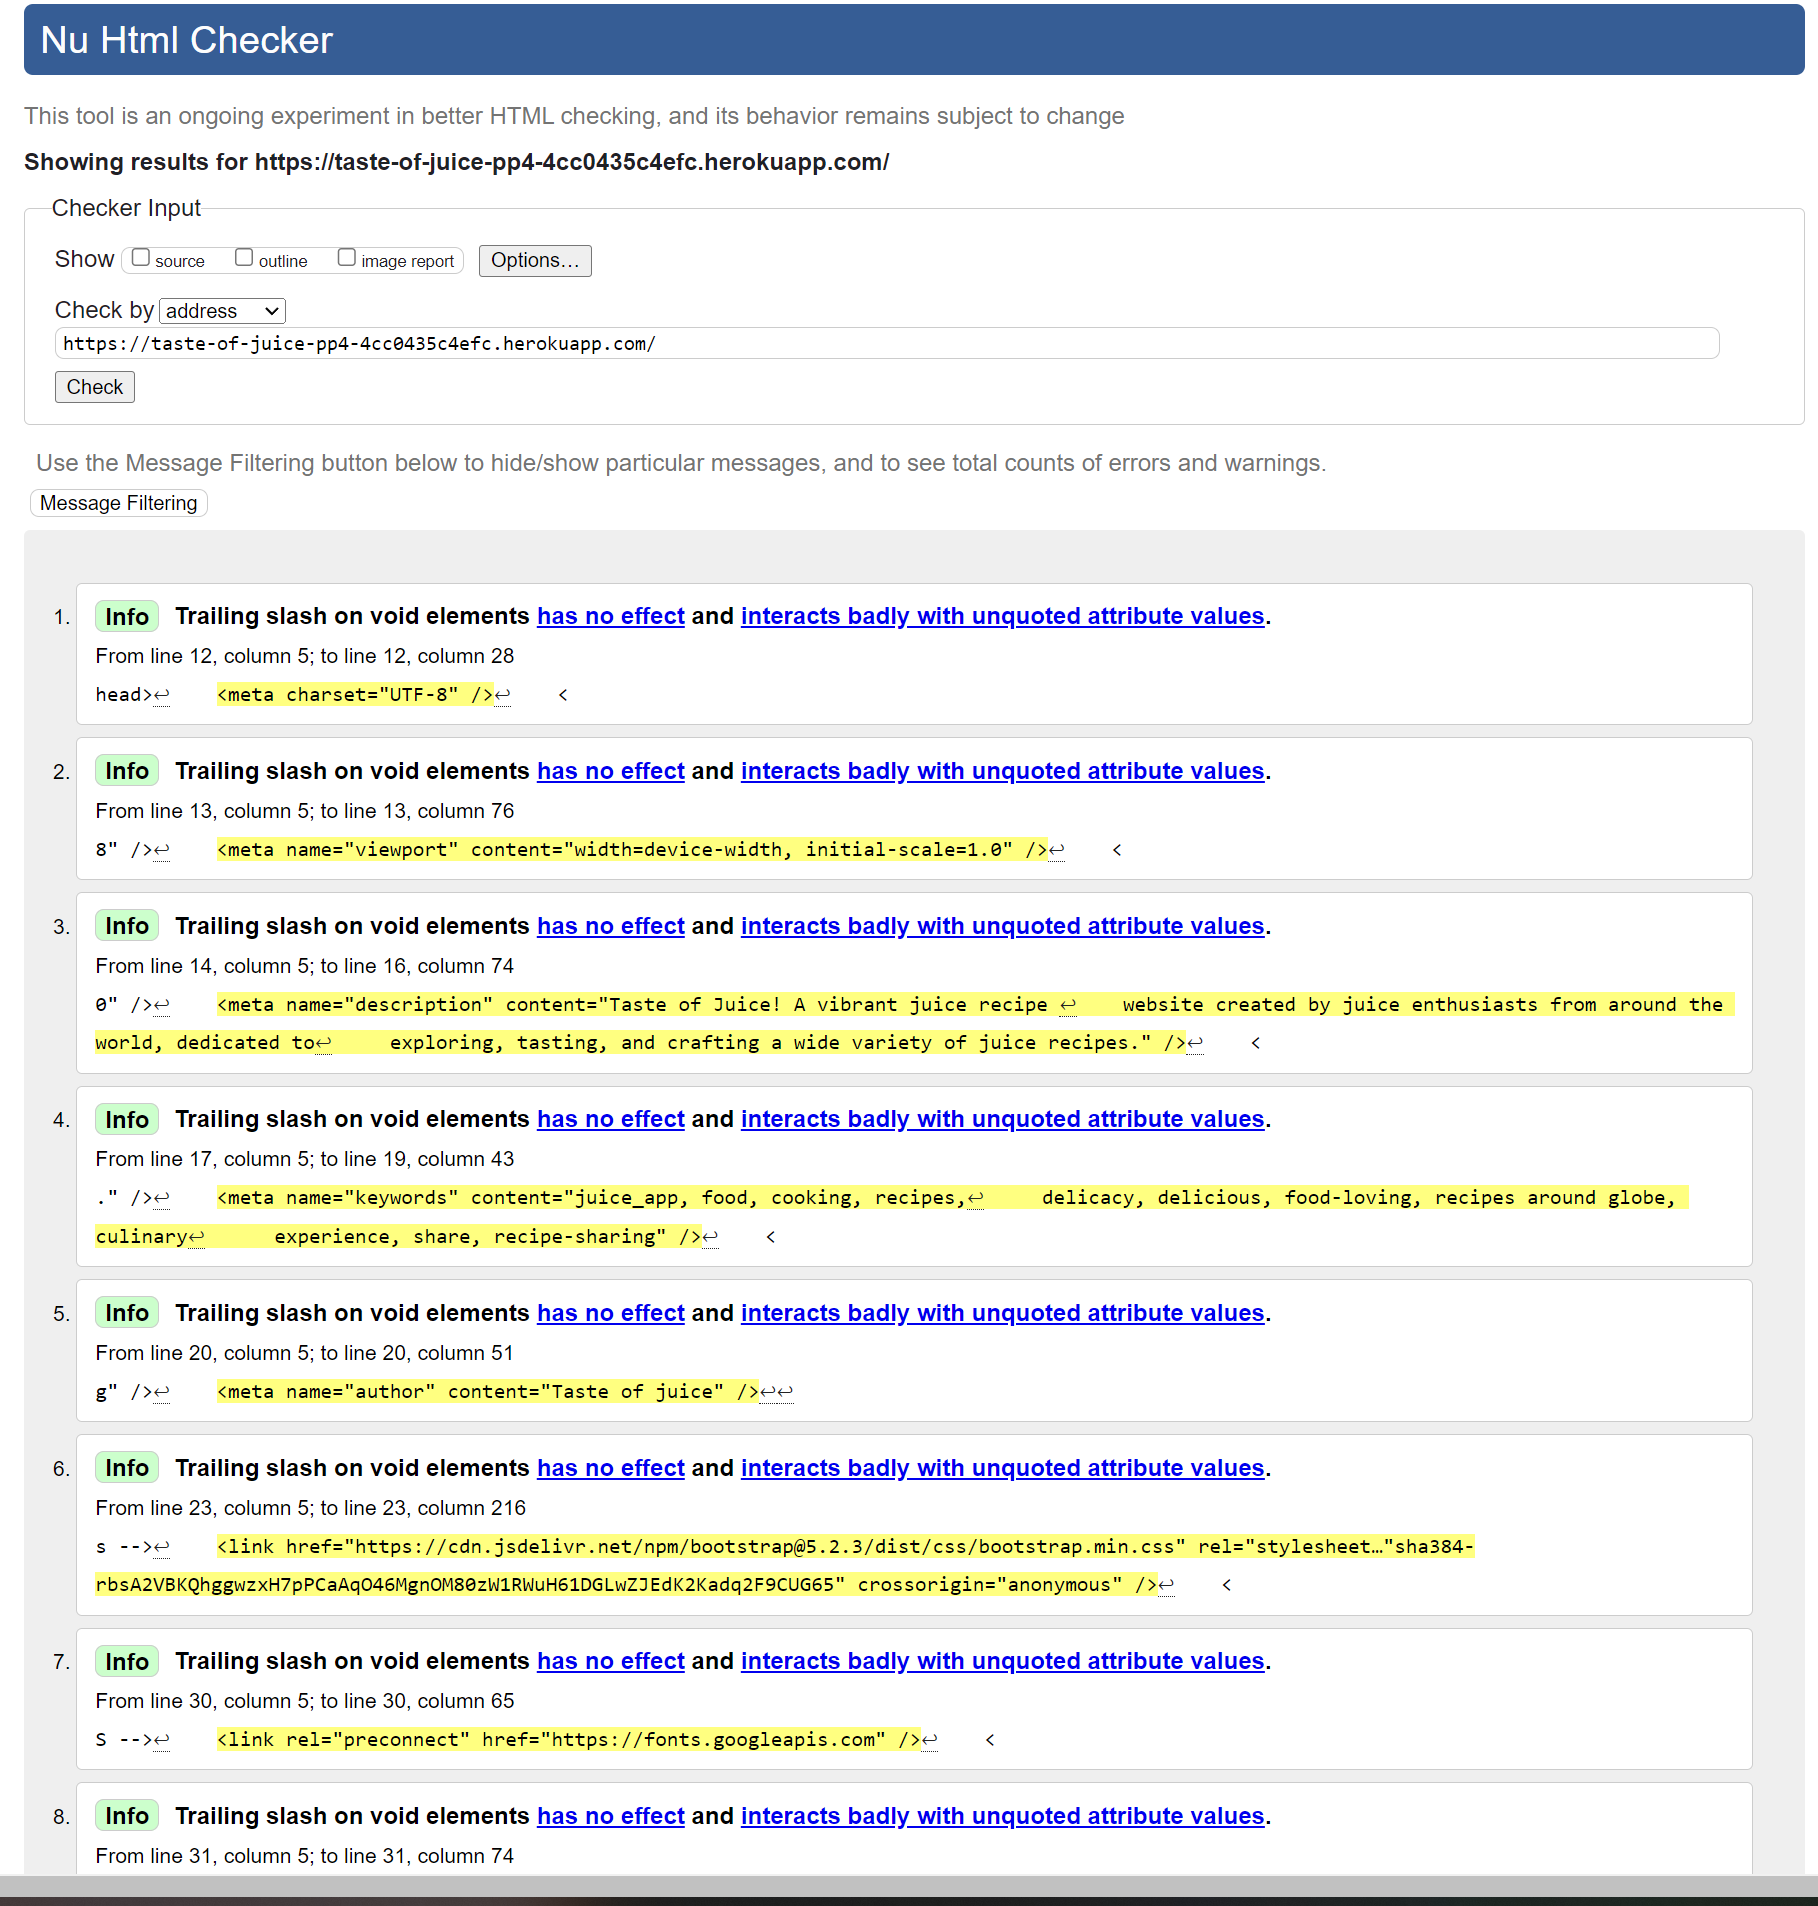 Nu Html Checker
This tool is an ongoing experiment in better HTML checking, and its behavior remains subject to change
Showing results for https://taste-of-juice-pp4-4cc0435c4efc.herokuapp.com/
Checker Input
Show source outline image report Options...
Check by address
https://taste-of-juice-pp4-4cc0435c4efc.herokuapp.com/
Check
Use the Message Filtering button below to hide/show particular messages, and to see total counts of errors and warnings.
Message Filtering
1. Info Trailing slash on void elements has no effect and interacts badly with unquoted attribute values.
From line 12, column 5; to line 12, column 28
head>↩ <meta charset="UTF-8" />↩ <
2. Info Trailing slash on void elements has no effect and interacts badly with unquoted attribute values.
From line 13, column 5; to line 13, column 76
8" />↩ <meta name="viewport" content="width=device-width, initial-scale=1.0" />↩ <
3. Info Trailing slash on void elements has no effect and interacts badly with unquoted attribute values.
From line 14, column 5; to line 16, column 74
0" />↩ <meta name="description" content="Taste of Juice! A vibrant juice recipe ↩ website created by juice enthusiasts from around the
world, dedicated to↩ exploring, tasting, and crafting a wide variety of juice recipes." />↩ <
4. Info Trailing slash on void elements has no effect and interacts badly with unquoted attribute values.
From line 17, column 5; to line 19, column 43
." />↩ <meta name="keywords" content="juice_app, food, cooking, recipes,↩ delicacy, delicious, food-loving, recipes around globe,
culinary↩ experience, share, recipe-sharing" />↩ <
5. Info Trailing slash on void elements has no effect and interacts badly with unquoted attribute values.
From line 20, column 5; to line 20, column 51
g" />↩ <meta name="author" content="Taste of juice" />↩↩
6. Info Trailing slash on void elements has no effect and interacts badly with unquoted attribute values.
From line 23, column 5; to line 23, column 216
s -->↩ <link href="https://cdn.jsdelivr.net/npm/bootstrap@5.2.3/dist/css/bootstrap.min.css" rel="stylesheet…"sha384-
rbsA2VBKQhggwzxH7pPCaAqO46MgnOM80zW1RWuH61DGLwZJEdK2Kadq2F9CUG65" crossorigin="anonymous" />↩ <
7. Info Trailing slash on void elements has no effect and interacts badly with unquoted attribute values.
From line 30, column 5; to line 30, column 65
S -->↩ <link rel="preconnect" href="https://fonts.googleapis.com" />↩ <
8. Info Trailing slash on void elements has no effect and interacts badly with unquoted attribute values.
From line 31, column 5; to line 31, column 74